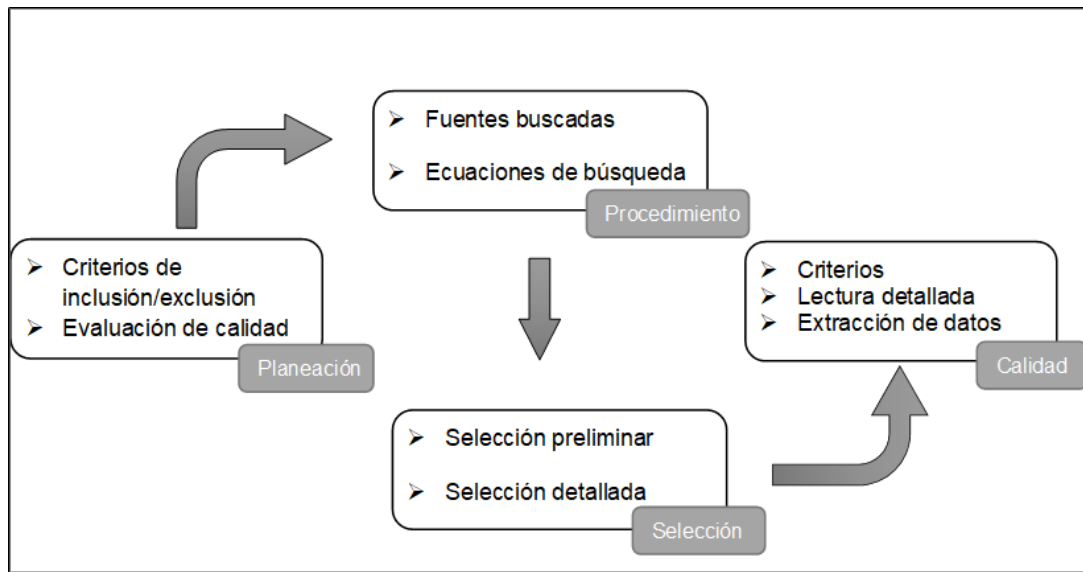 Fuentes buscadas
Ecuaciones de búsqueda
Procedimiento
Criterios de
inclusión/exclusión
Evaluación de calidad
Planeación
Criterios
Lectura detallada
Extracción de datos
Calidad
Selección preliminar
Selección detallada
Selección